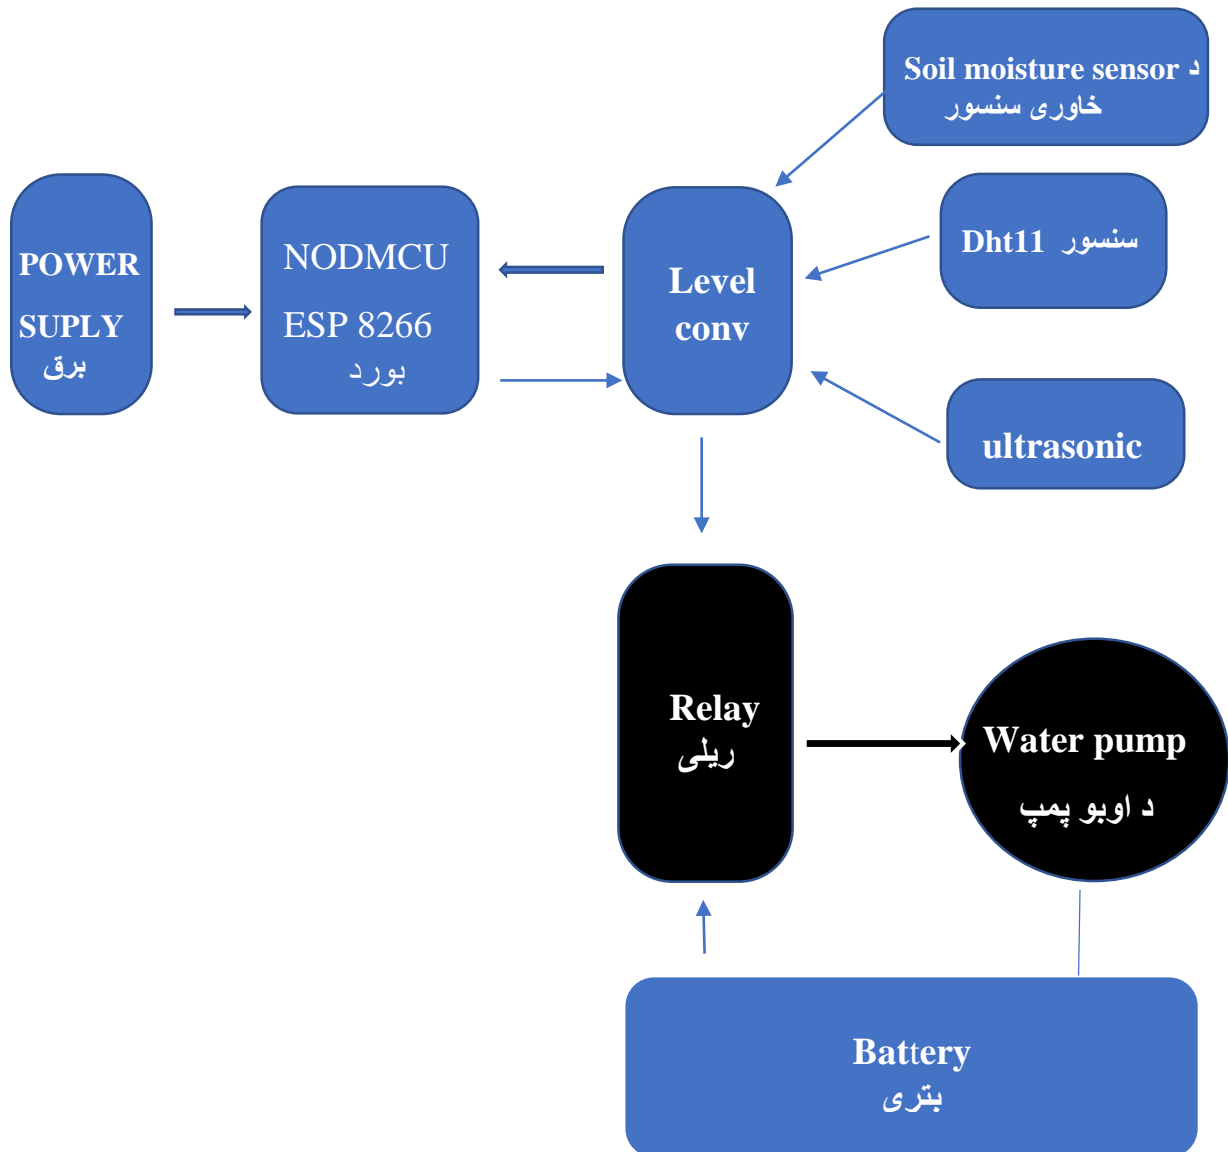 Soil moisture sensor د
خاوری سنسور
POWER
SUPLY
برق
NODMCU
ESP 8266
بورد
Level
conv
Dht11 سنسور
ultrasonic
Relay
ریلی
Water pump
د اوبو پمپ
Battery
بتری